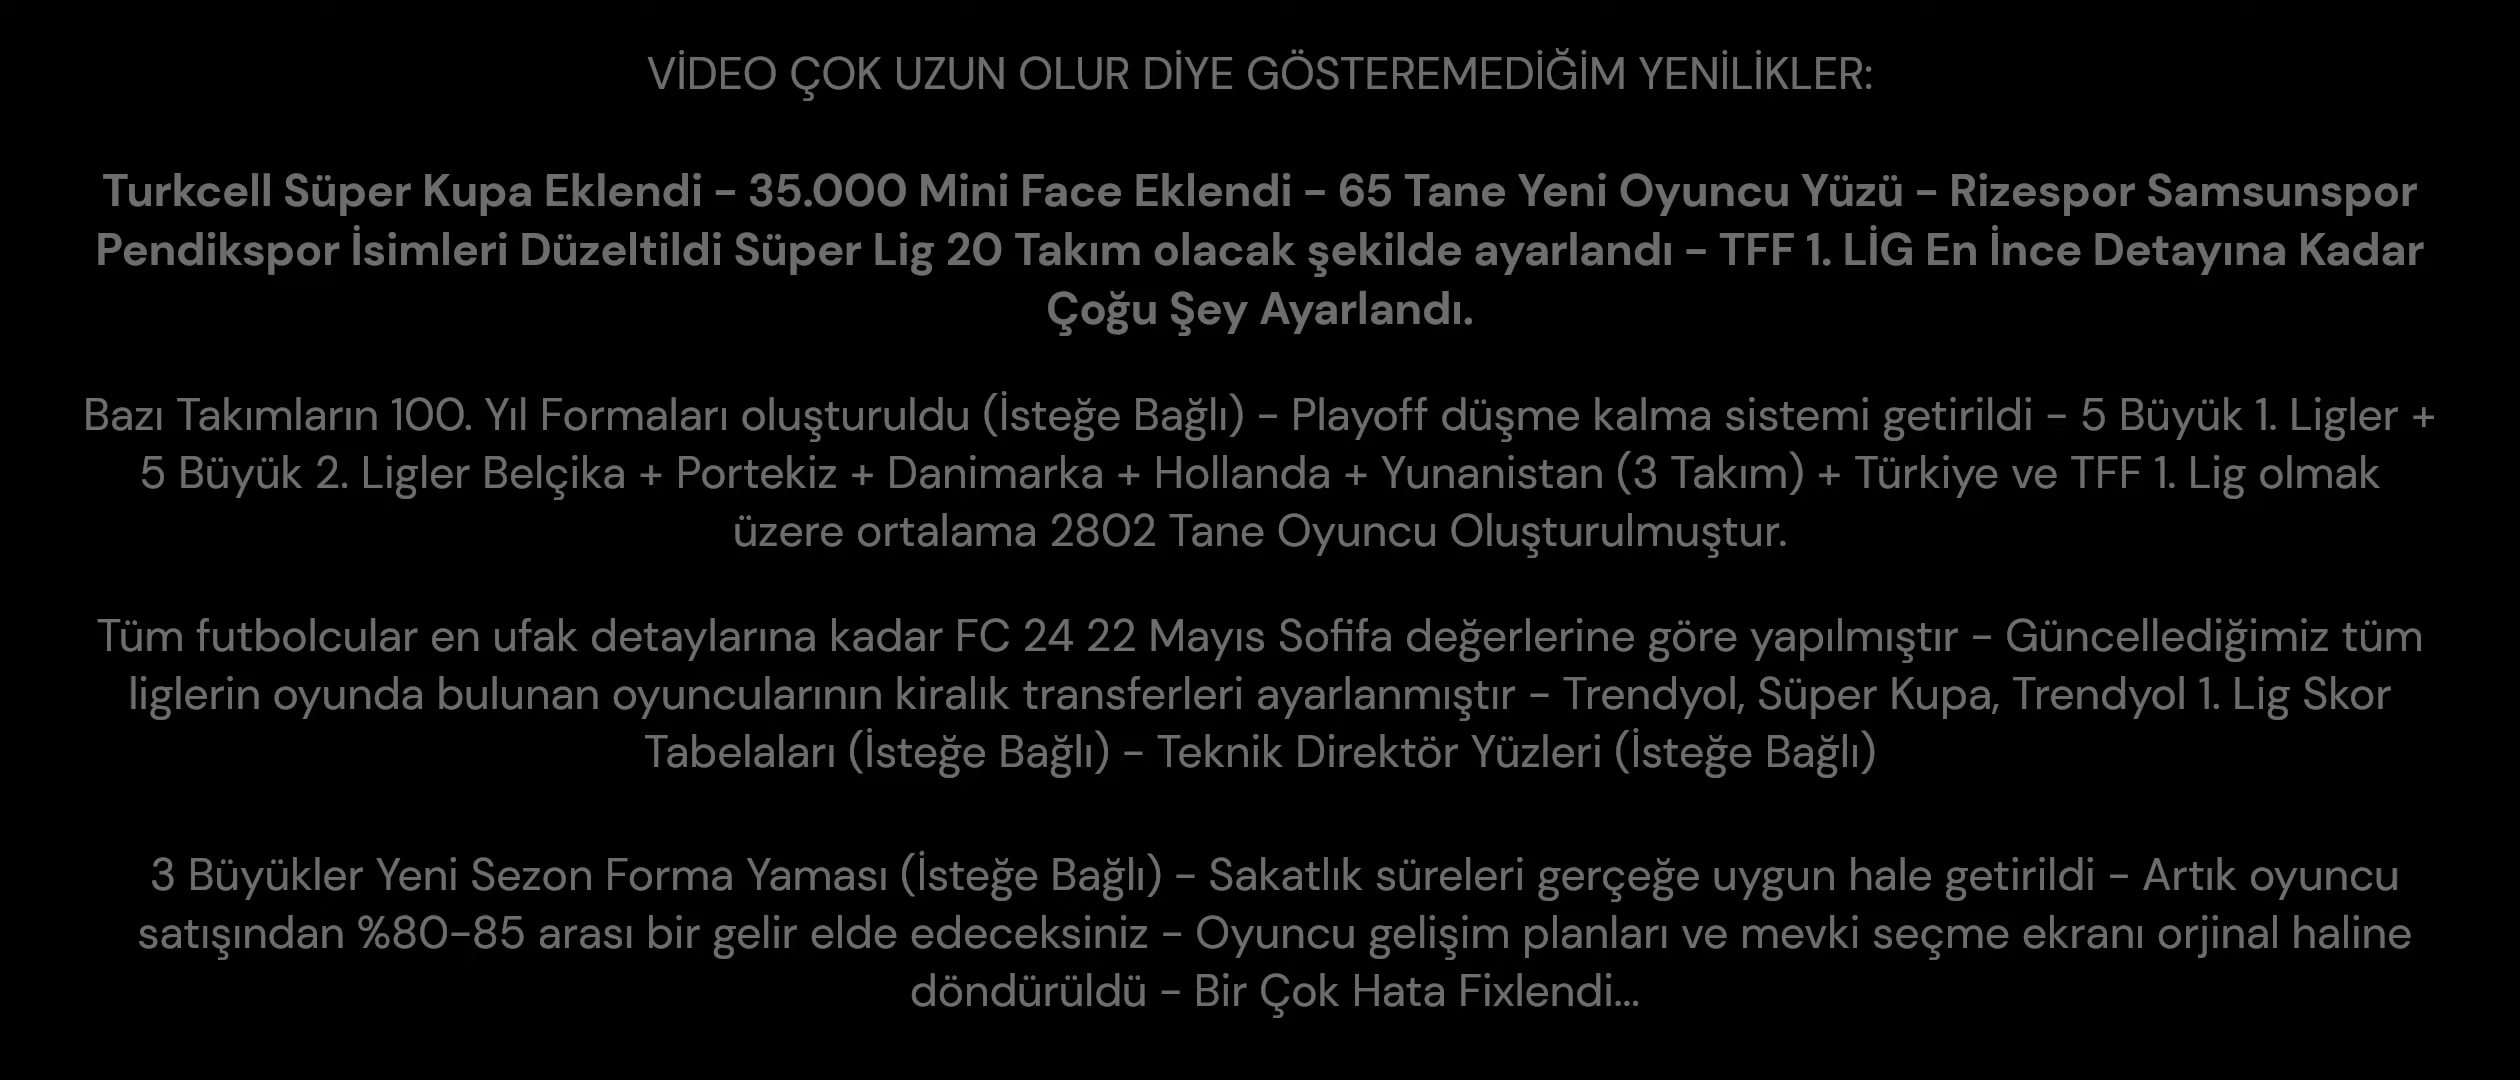 VİDEO ÇOK UZUN OLUR DİYE GÖSTEREMEDİĞİM YENİLİKLER:
Turkcell Süper Kupa Eklendi - 35.000 Mini Face Eklendi - 65 Tane Yeni Oyuncu Yüzü - Rizespor Samsunspor
Pendikspor İsimleri Düzeltildi Süper Lig 20 Takım olacak şekilde ayarlandı - TFF 1. LİG En İnce Detayına Kadar
Çoğu Şey Ayarlandı.
Bazı Takımların 100. Yıl Formaları oluşturuldu (İsteğe Bağlı) - Playoff düşme kalma sistemi getirildi - 5 Büyük 1. Ligler +
5 Büyük 2. Ligler Belçika + Portekiz + Danimarka + Hollanda + Yunanistan (3 Takım) + Türkiye ve TFF 1. Lig olmak
üzere ortalama 2802 Tane Oyuncu Oluşturulmuştur.
Tüm futbolcular en ufak detaylarına kadar FC 24 22 Mayıs Sofifa değerlerine göre yapılmıştır - Güncellediğimiz tüm
liglerin oyunda bulunan oyuncularının kiralık transferleri ayarlanmıştır - Trendyol, Süper Kupa, Trendyol 1. Lig Skor
Tabelaları (İsteğe Bağlı) - Teknik Direktör Yüzleri (İsteğe Bağlı)
3 Büyükler Yeni Sezon Forma Yaması (İsteğe Bağlı) - Sakatlık süreleri gerçeğe uygun hale getirildi - Artık oyuncu
satışından %80-85 arası bir gelir elde edeceksiniz - Oyuncu gelişim planları ve mevki seçme ekranı orjinal haline
döndürüldü - Bir Çok Hata Fixlendi...